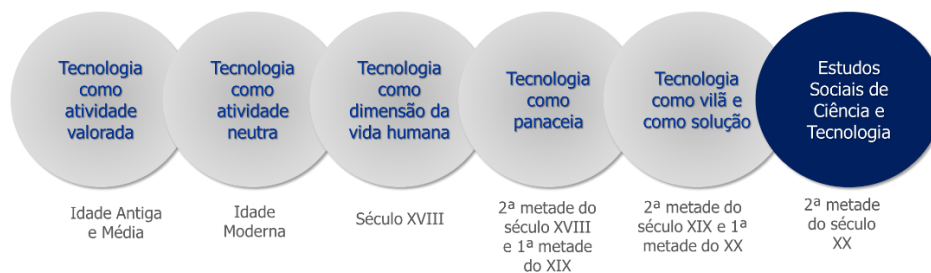 Tecnologia
como
atividade
valorada
Tecnologia
como
atividade
neutra
Tecnologia
como
dimensão da
vida humana
Tecnologia
como
panaceia
Tecnologia
como vilã e
como solução
Estudos
Sociais de
Ciência e
Tecnologia
Idade Antiga
e Média
Idade
Moderna
Século XVIII
2ª metade do
século XVIII
e 1ª metade
do XIX
2ª metade do
século XIX e 1ª
metade do XX
2ª metade
do século
XX